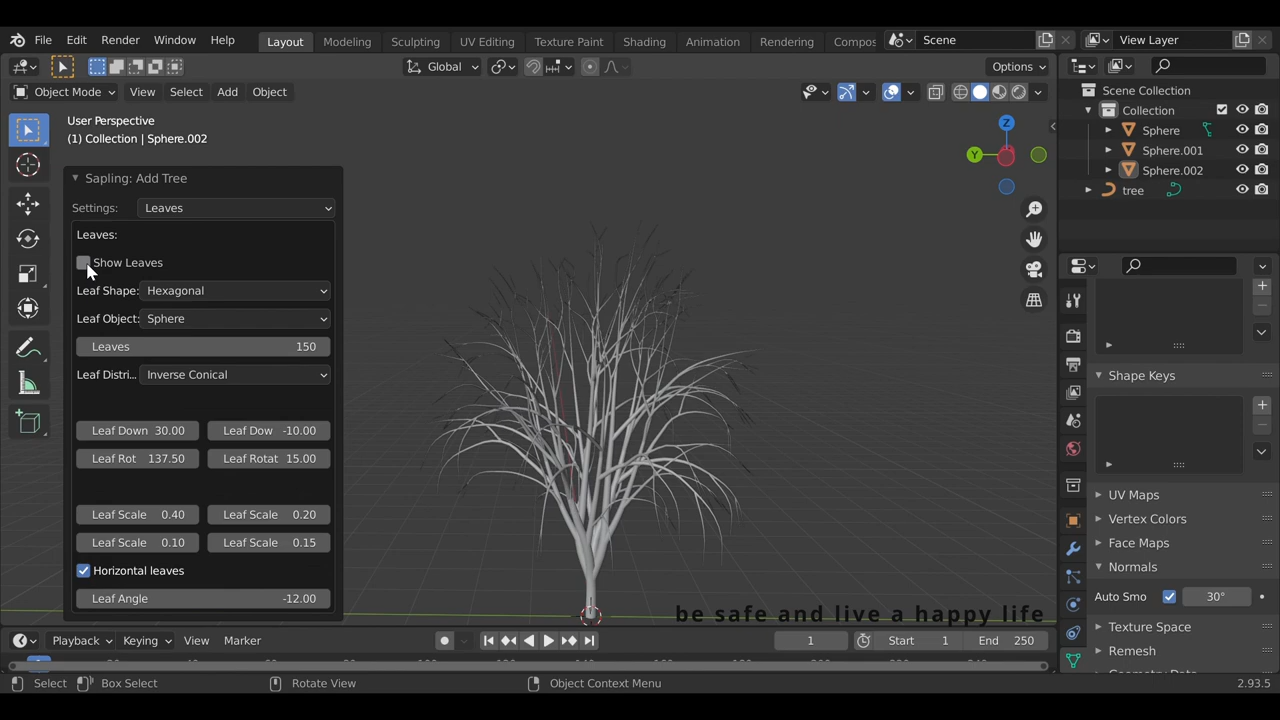 File Edit Render Window Help Layout Modeling Sculpting UV Editing Texture Paint Shading Animation Rendering Compos Scene View Layer
Global Options
Object Mode View Select Add Object
User Perspective
(1) Collection | Sphere.002
Z
Y
Sapling: Add Tree
Settings: Leaves
Leaves:
Show Leaves
Leaf Shape: Hexagonal
Leaf Object: Sphere
Leaves 150
Leaf Distri... Inverse Conical
Leaf Down 30.00 Leaf Dow -10.00
Leaf Rot 137.50 Leaf Rotat 15.00
Leaf Scale 0.40 Leaf Scale 0.20
Leaf Scale 0.10 Leaf Scale 0.15
Horizontal leaves
Leaf Angle -12.00
be safe and live a happy life
Scene Collection
Collection
Sphere
Sphere.001
Sphere.002
tree
Shape Keys
UV Maps
Vertex Colors
Face Maps
Normals
Auto Smo 30°
Texture Space
Remesh
Playback Keying View Marker 1 Start 1 End 250
Select Box Select Rotate View Object Context Menu 2.93.5